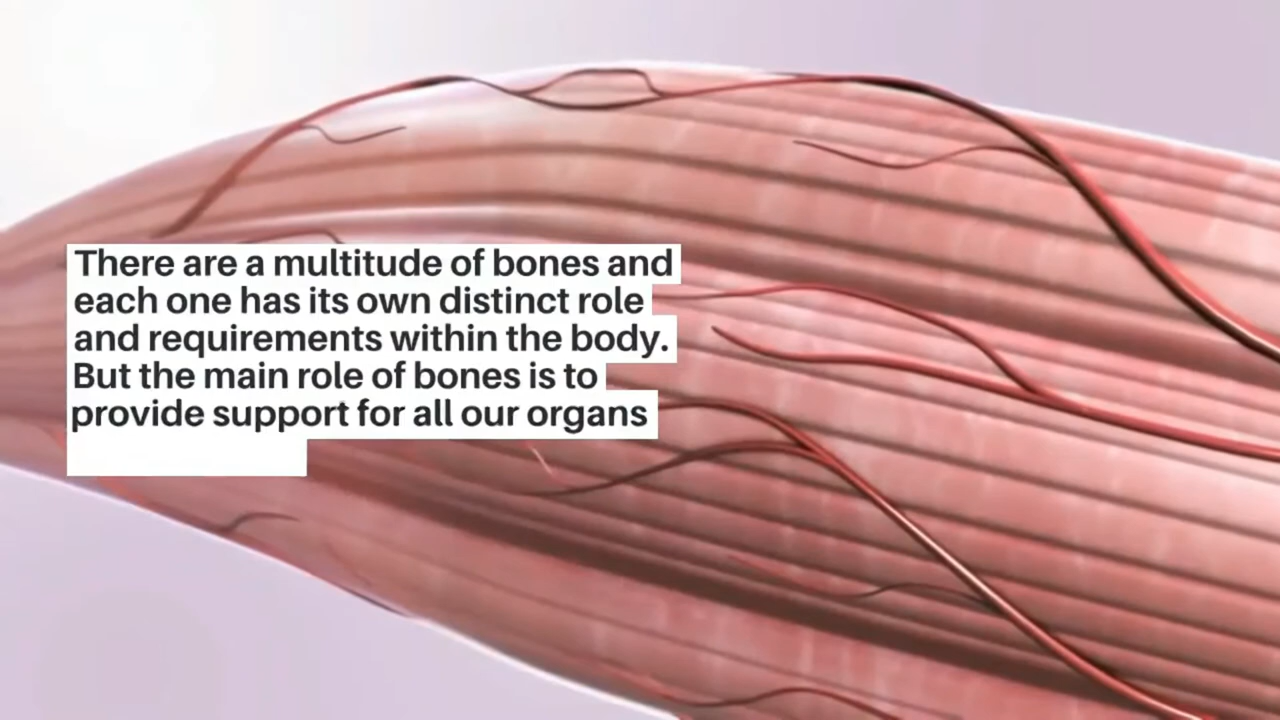 There are a multitude of bones and
each one has its own distinct role
and requirements within the body.
But the main role of bones is to
provide support for all our organs